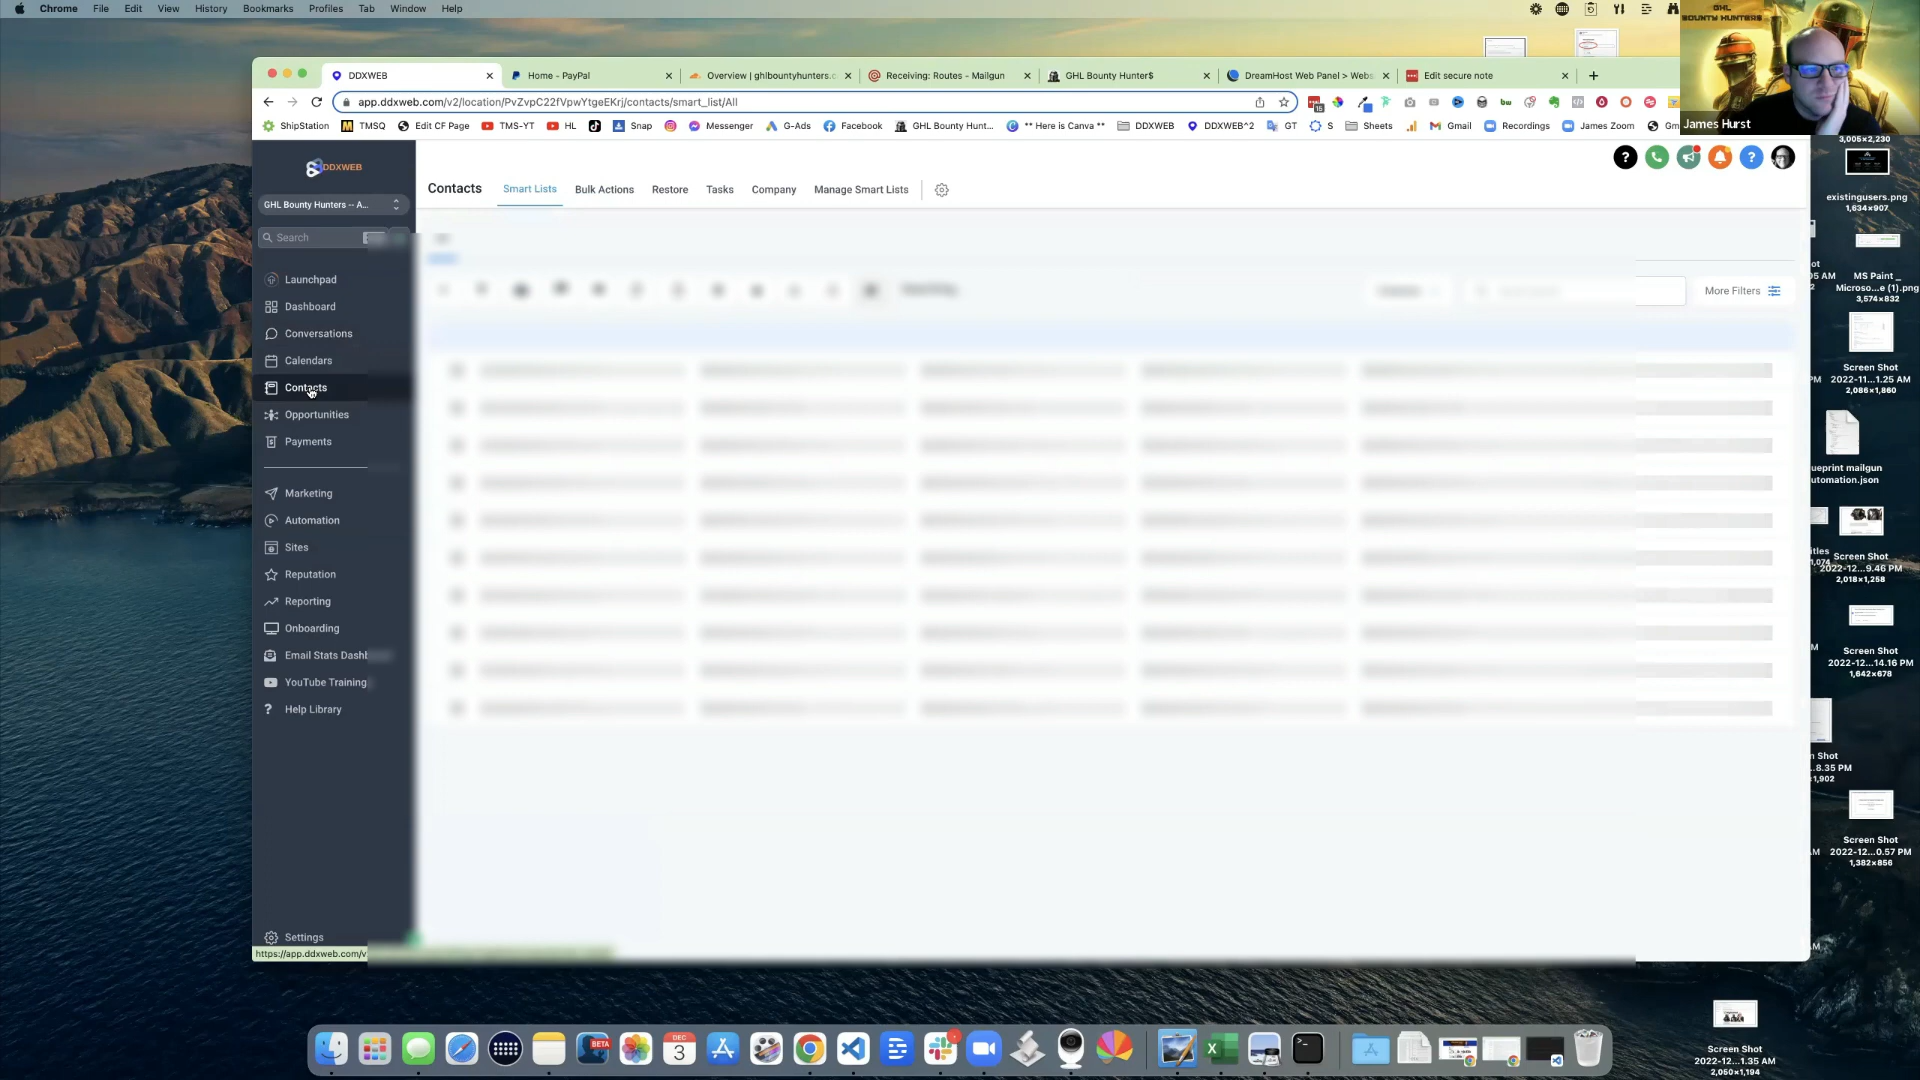 Chrome File Edit View History Bookmarks Profiles Tab Window Help
GHL
BOUNTY HUNTERS
James Hurst
DDXWEB
Home - PayPal
Overview | ghlbountyhunters.c
Receiving: Routes - Mailgun
GHL Bounty Hunter$
DreamHost Web Panel > Webs
Edit secure note
app.ddxweb.com/v2/location/PvZvpC22fVpwYtgeEKrj/contacts/smart_list/All
ShipStation TMSQ Edit CF Page TMS-YT HL Snap Messenger G-Ads Facebook GHL Bounty Hunt... ** Here is Canva ** DDXWEB DDXWEB^2 GT S Sheets Gmail Recordings James Zoom Gm
DDXWEB
GHL Bounty Hunters -- A...
Search
Launchpad
Dashboard
Conversations
Calendars
Contacts
Opportunities
Payments
Marketing
Automation
Sites
Reputation
Reporting
Onboarding
Email Stats Dashb
YouTube Training
Help Library
Settings
https://app.ddxweb.com/v
Contacts Smart Lists Bulk Actions Restore Tasks Company Manage Smart Lists
More Filters
3,005×2,230
existingusers.png
1,634×907
MS Paint _
Microso...e (1).png
3,574×832
Screen Shot
2022-11...1.25 AM
2,086×1,860
ueprint mailgun
utomation.json
Screen Shot
2022-12...9.46 PM
2,018×1,258
Screen Shot
2022-12...14.16 PM
1,642×678
Screen Shot
2022-12...0.57 PM
1,382×856
Screen Shot
2022-12...1.35 AM
2,050×1,194
BETA
DEC
3